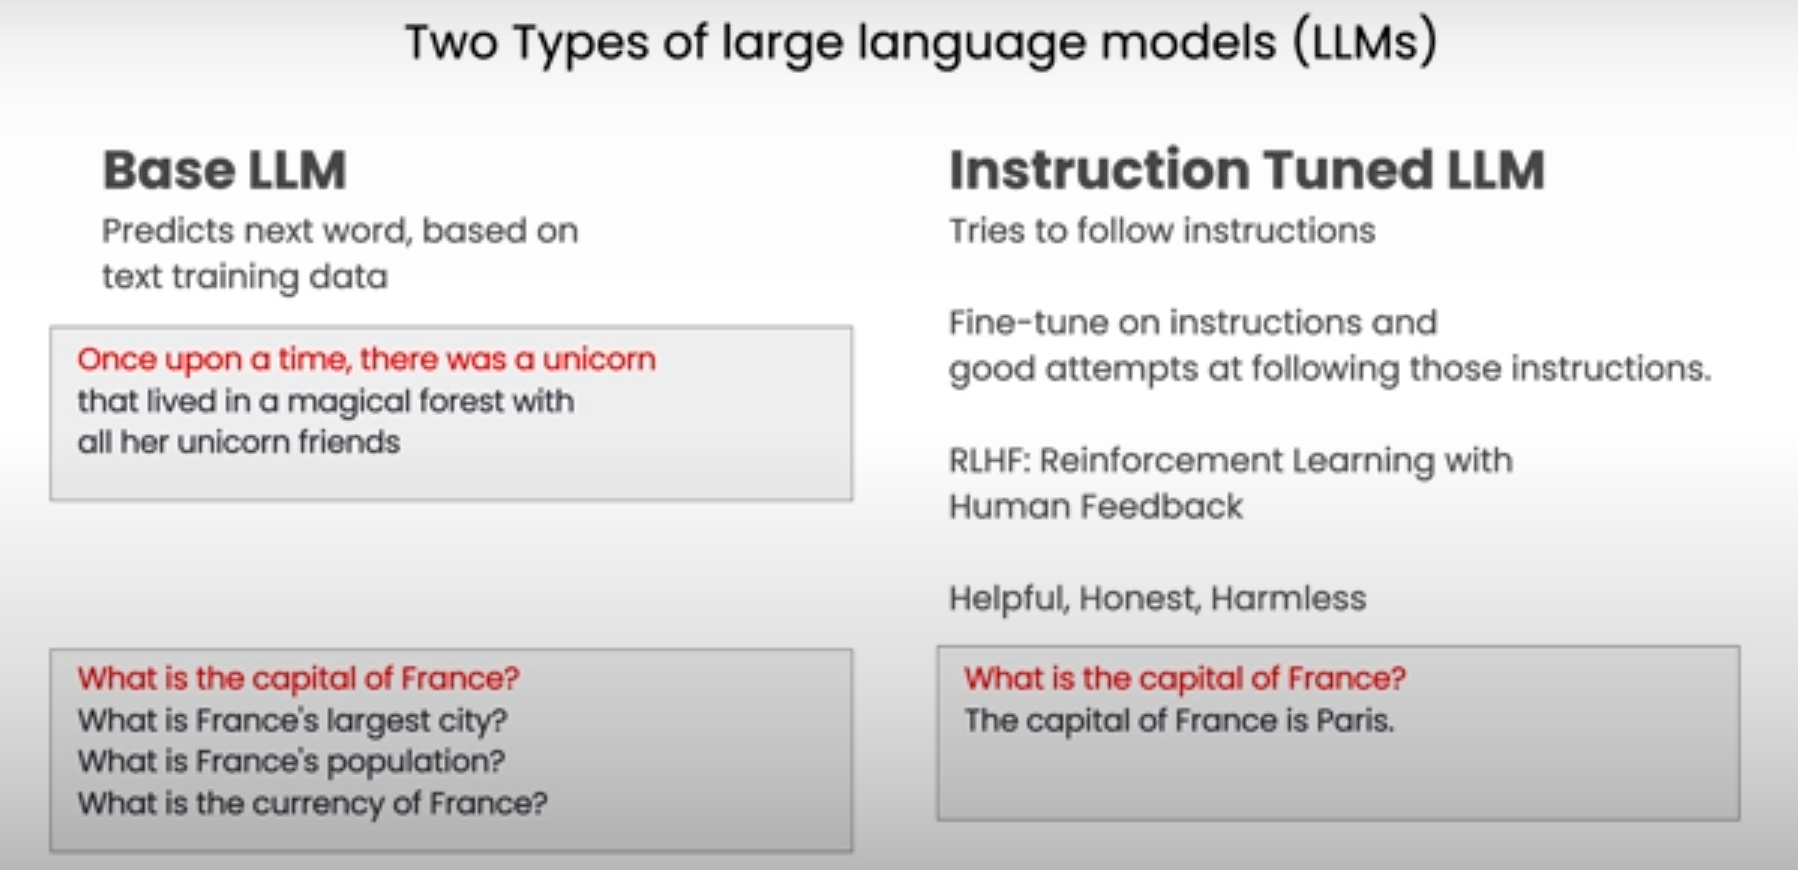 Two Types of large language models (LLMs)
Base LLM
Predicts next word, based on
text training data
Once upon a time, there was a unicorn
that lived in a magical forest with
all her unicorn friends
What is the capital of France?
What is France's largest city?
What is France's population?
What is the currency of France?
Instruction Tuned LLM
Tries to follow instructions
Fine-tune on instructions and
good attempts at following those instructions.
RLHF: Reinforcement Learning with
Human Feedback
Helpful, Honest, Harmless
What is the capital of France?
The capital of France is Paris.